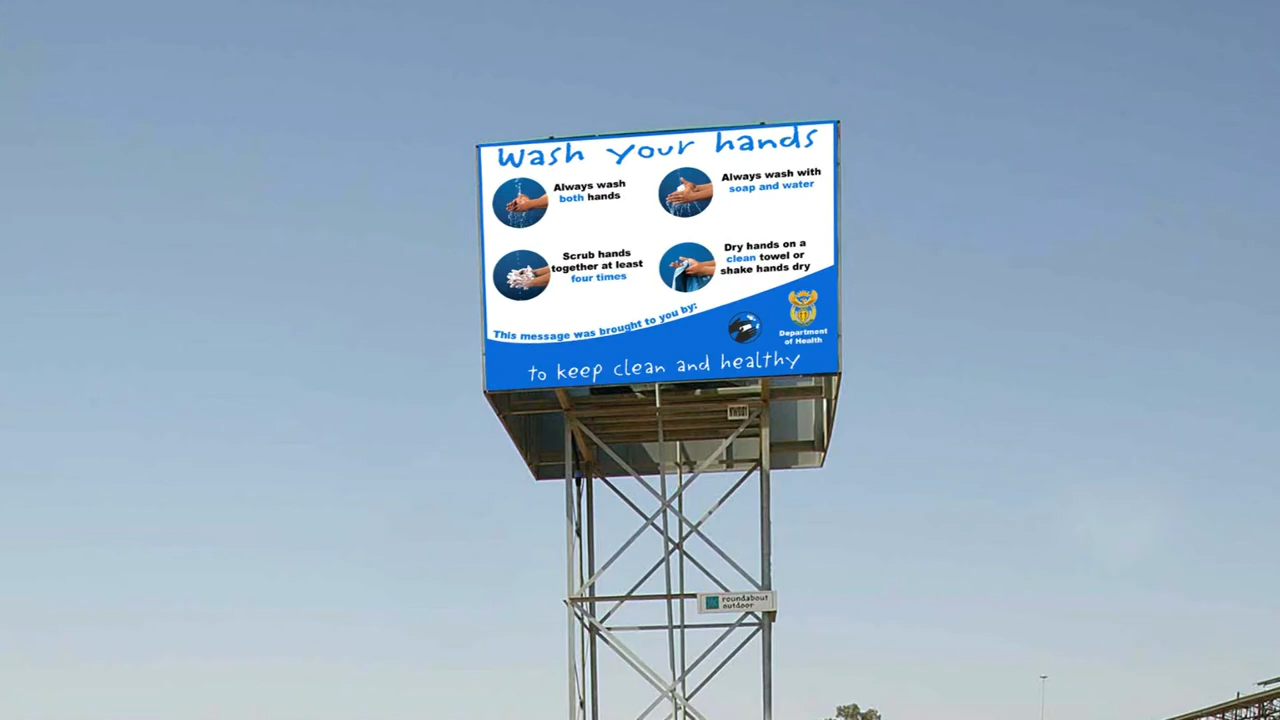 Wash your hands
Always wash
both hands
Always wash with
soap and water
Scrub hands
together at least
four times
Dry hands on a
clean towel or
shake hands dry
This message was brought to you by:
Department
of Health
to keep clean and healthy
roundabout
outdoor